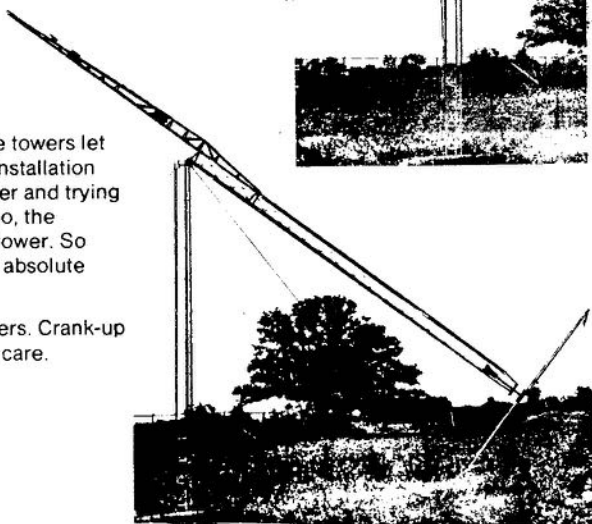 e towers let
nstallation
er and trying
o, the
ower. So
absolute
ers. Crank-up
care.